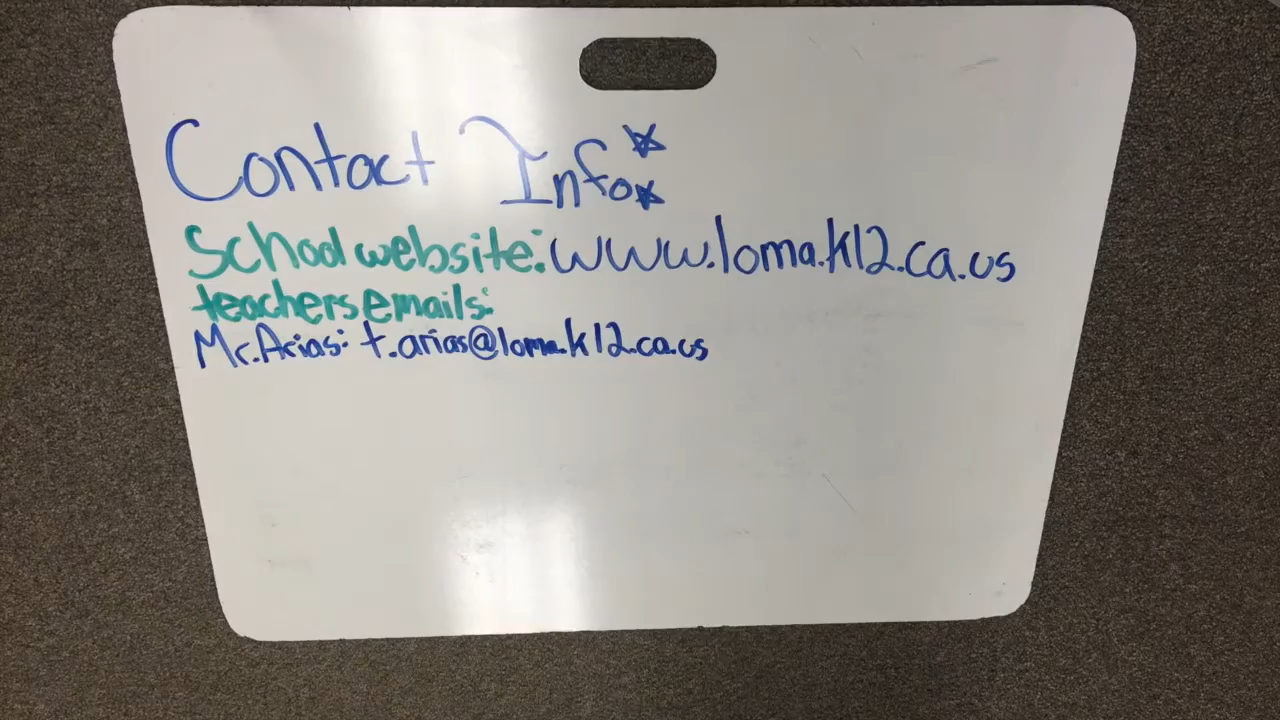 Contact Info
School website: www.loma.k12.ca.us
teachers emails:
Mr. Arias: t.arias@loma.k12.ca.us